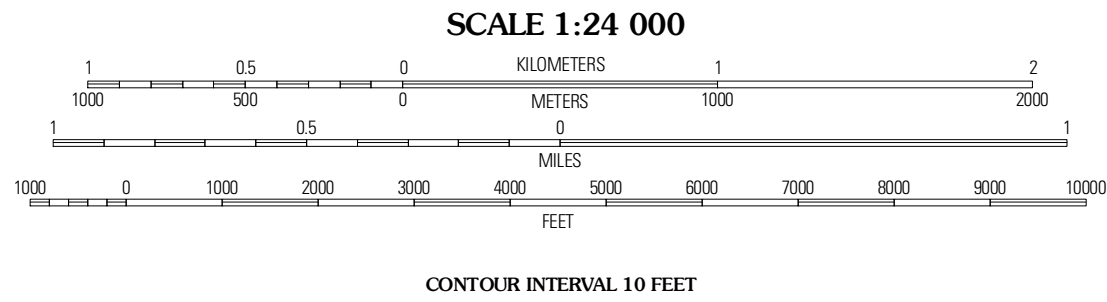 SCALE 1:24 000
1 0.5 0 KILOMETERS 1 2
1000 500 0 METERS 1000 2000
1 0.5 0 1
MILES
1000 0 1000 2000 3000 4000 5000 6000 7000 8000 9000 10000
FEET
CONTOUR INTERVAL 10 FEET